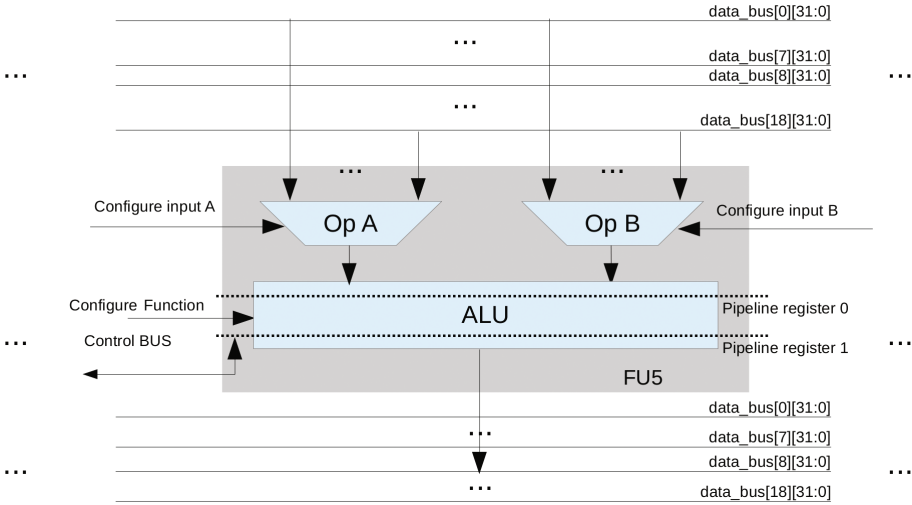 data_bus[0][31:0]
...
data_bus[7][31:0]
... ...
data_bus[8][31:0]
...
data_bus[18][31:0]
... ...
Configure input A
Op A
Op B
Configure input B
Configure Function
ALU
Pipeline register 0
Control BUS
... ...
Pipeline register 1
FU5
data_bus[0][31:0]
...
data_bus[7][31:0]
data_bus[8][31:0]
... ...
...
data_bus[18][31:0]